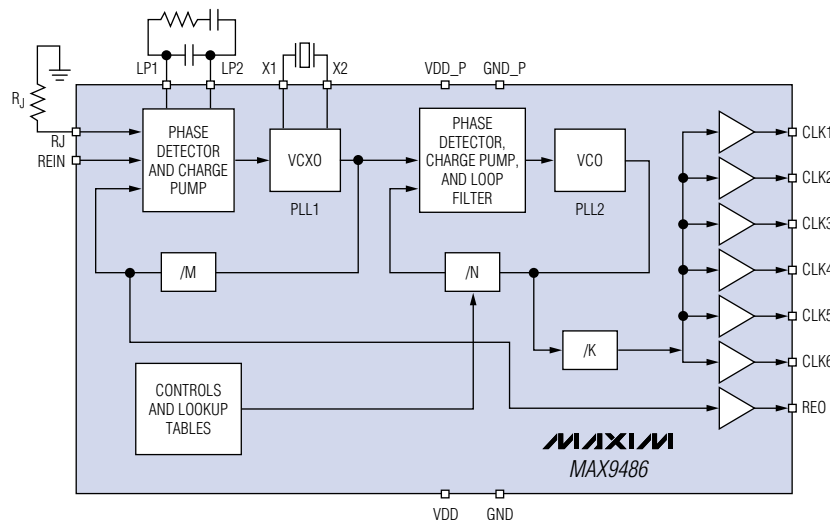 LP1 LP2 X1 X2 VDD_P GND_P
RJ
RJ
REIN
PHASE
DETECTOR
AND CHARGE
PUMP
VCXO
PLL1
PHASE
DETECTOR,
CHARGE PUMP,
AND LOOP
FILTER
VCO
PLL2
CLK1
CLK2
CLK3
CLK4
CLK5
CLK6
REO
/M
/N
/K
CONTROLS
AND LOOKUP
TABLES
MAXIM
MAX9486
VDD GND